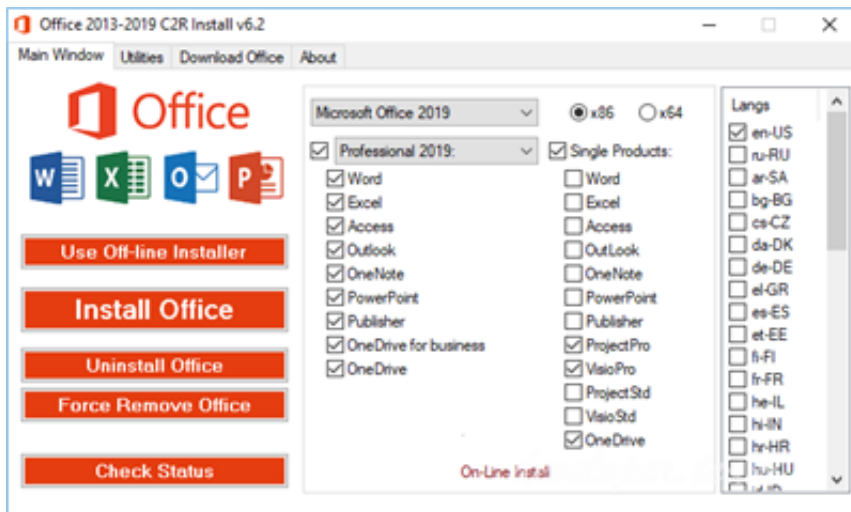 Office 2013-2019 C2R Install v6.2
Main Window Utilities Download Office About
Office
W X O P
Use Off-line Installer
Install Office
Uninstall Office
Force Remove Office
Check Status
Microsoft Office 2019
x86 x64
Professional 2019:
Word
Excel
Access
Outlook
OneNote
PowerPoint
Publisher
OneDrive for business
OneDrive
Single Products:
Word
Excel
Access
OutLook
OneNote
PowerPoint
Publisher
ProjectPro
VisioPro
ProjectStd
VisioStd
OneDrive
On-Line install
Langs
en-US
ru-RU
ar-SA
bg-BG
cs-CZ
da-DK
de-DE
el-GR
es-ES
et-EE
fi-FI
fr-FR
he-IL
hi-IN
hr-HR
hu-HU